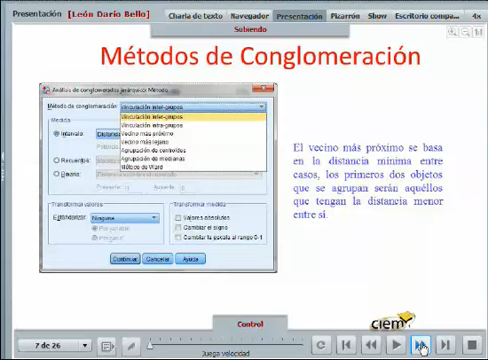 Presentación [León Darío Bello]
Charla de texto Navegador Presentación Pizarrón Show Escritorio compa... 4x
Subiendo
Métodos de Conglomeración
Análisis de conglomerados jerárquico: Método
Método de conglomeración: Vinculación inter-grupos
Vinculación inter-grupos
Vinculación intra-grupos
Vecino más próximo
Vecino más lejano
Agrupación de centroides
Agrupación de medianas
Método de Ward
Medida
Intervalo:
Recuentos:
Binaria:
Transformar valores
Estandarizar: Ninguno
Por variable
Transformar medida
Valores absolutos
Cambiar el signo
Cambiar la escala al rango 0-1
Continuar Cancelar Ayuda
El vecino más próximo se basa
en la distancia mínima entre
casos, los primeros dos objetos
que se agrupan serán aquéllos
que tengan la distancia menor
entre sí.
ciem
Control
7 de 26
Juega velocidad